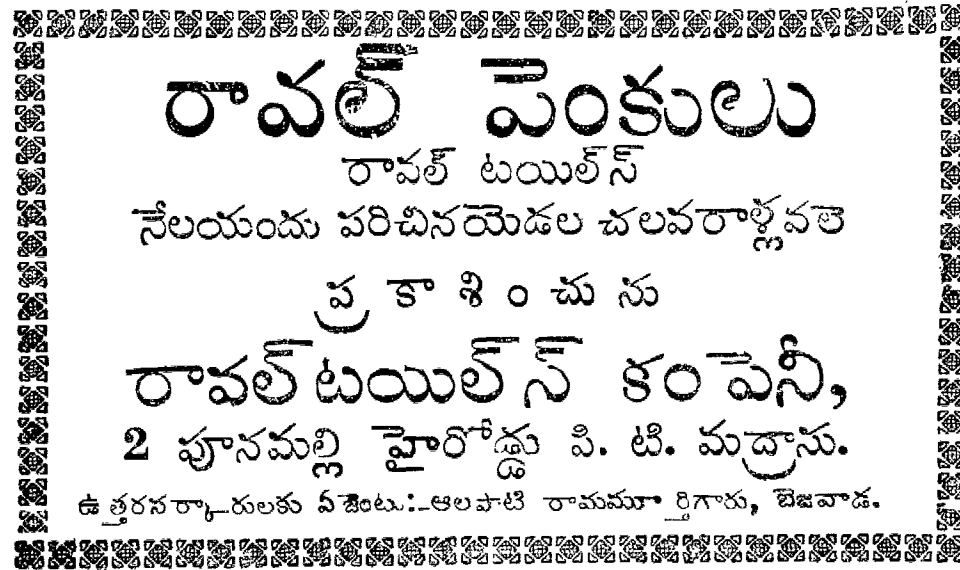 రావల్ పెంకులు
రావల్ టయిల్స్
నేలయందు పరిచినయెడల చలవరాళ్లవలె
ప్రకాశించును
రావల్ టయిల్స్ కంపెనీ,
2 పూనమల్లి హైరోడ్డు పి. టి. మద్రాసు.
ఉత్తరసర్కారులకు ఏజెంటు:-ఆలపాటి రామమూర్తిగారు, బెజవాడ.